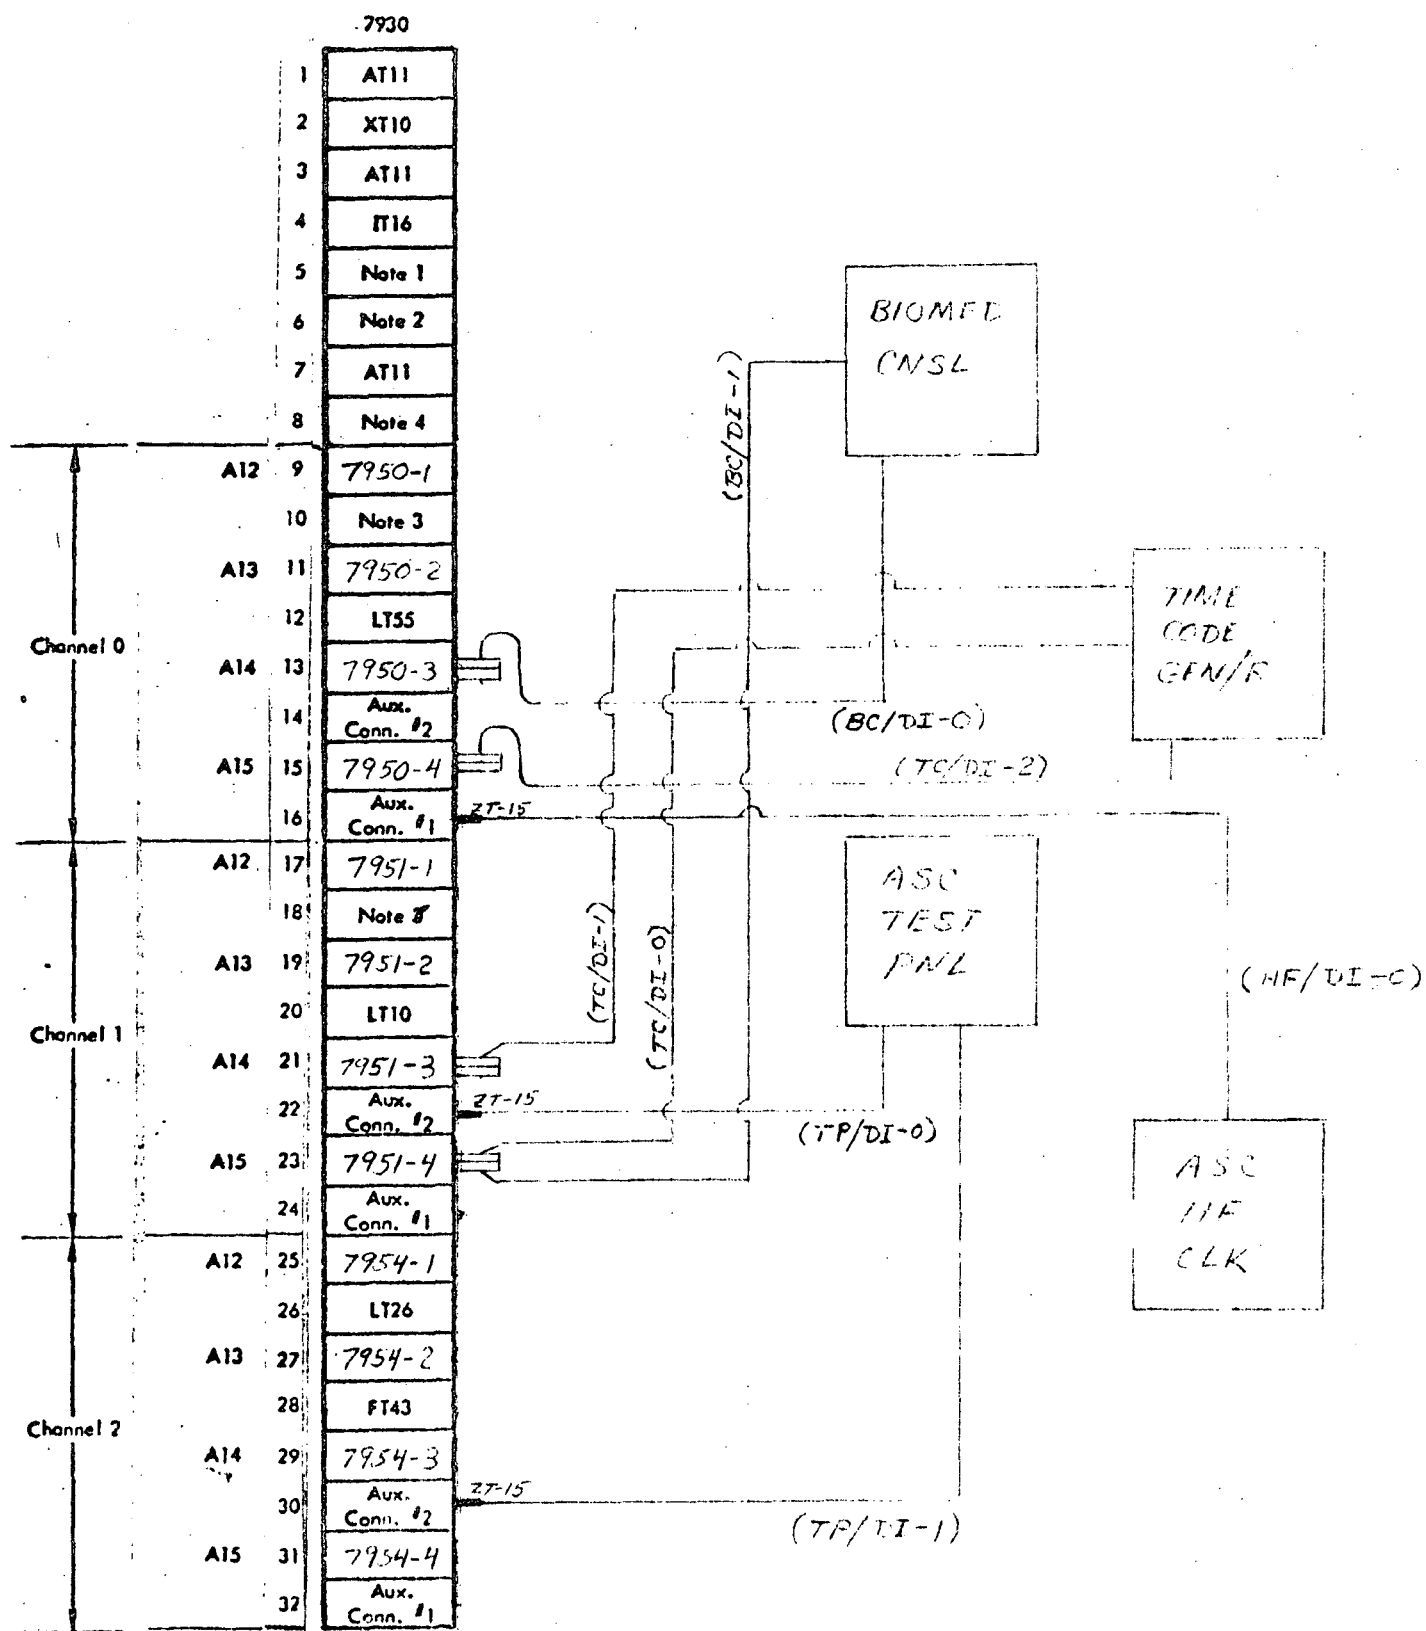 7930
1 AT11
2 XT10
3 AT11
4 IT16
5 Note 1
6 Note 2
7 AT11
8 Note 4
A12 9 7950-1
10 Note 3
A13 11 7950-2
12 LT55
Channel 0
A14 13 7950-3
14 Aux.
Conn. #2
A15 15 7950-4
16 Aux.
Conn. #1
ZT-15
A12 17 7951-1
18 Note
A13 19 7951-2
20 LT10
Channel 1
A14 21 7951-3
22 Aux.
Conn. #2
ZT-15
A15 23 7951-4
24 Aux.
Conn. #1
A12 25 7954-1
26 LT26
A13 27 7954-2
28 FT43
Channel 2
A14 29 7954-3
30 Aux.
Conn. #2
ZT-15
A15 31 7954-4
32 Aux.
Conn. #1
BIOMED
CNSL
(BC/DI-1)
TIME
CODE
GEN/R
(BC/DI-0)
(TC/DI-2)
ASC
TEST
PNL
(TC/DI-1)
(TC/DI-0)
(HF/DI-C)
(TP/DI-0)
ASC
HF
CLK
(TP/DI-1)